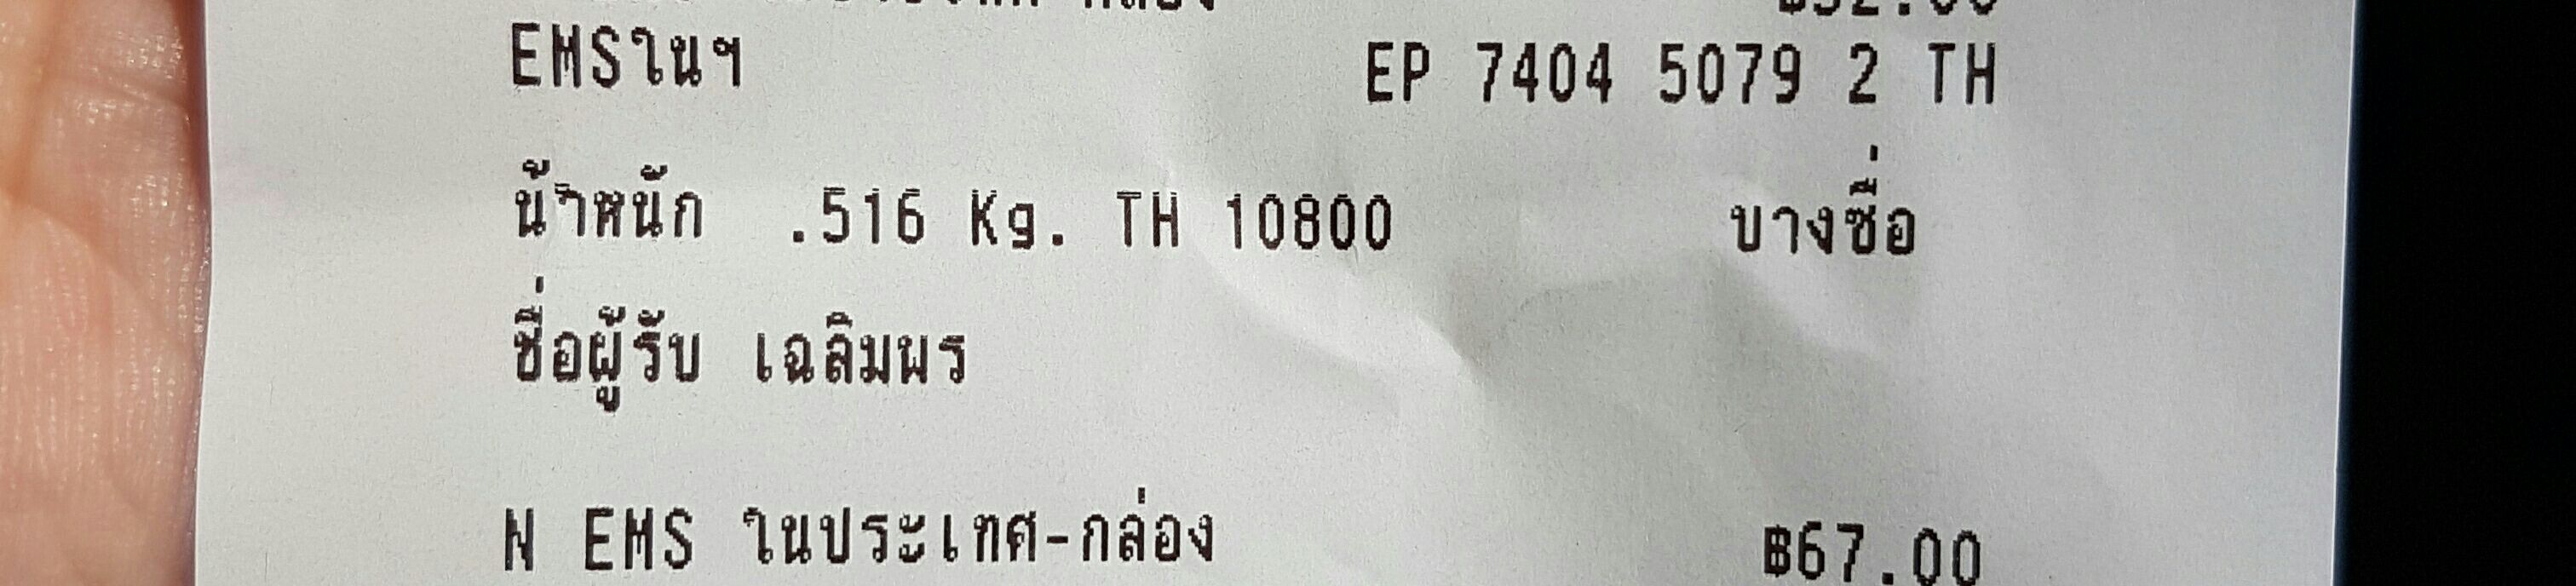 EMSในฯ EP 7404 5079 2 TH
น้ำหนัก .516 Kg. TH 10800 บางซื่อ
ชื่อผู้รับ เฉลิมพร
N EMS ในประเทศ-กล่อง ฿67.00